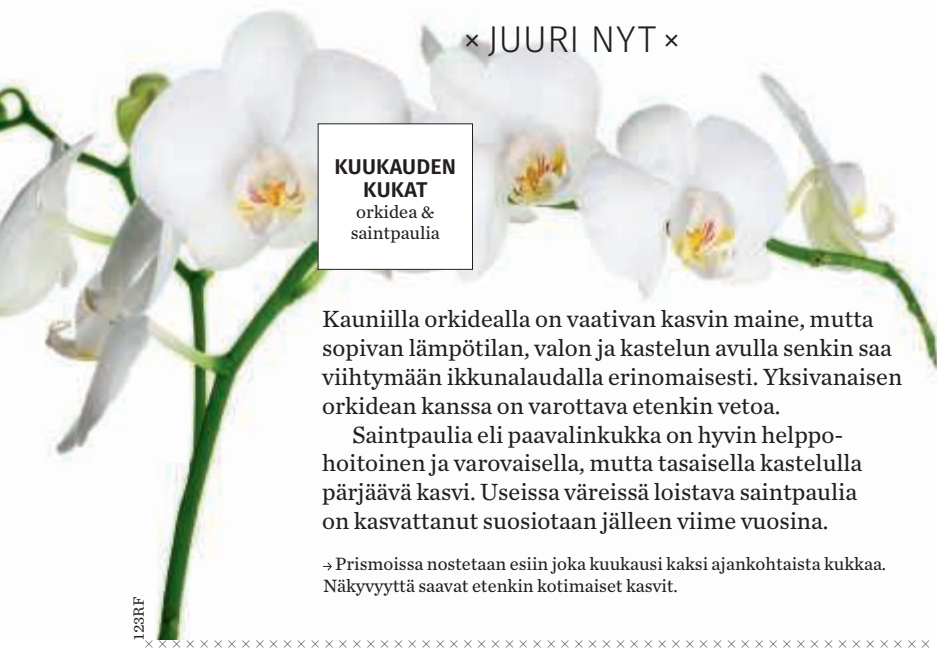 × JUURI NYT ×
KUUKAUDEN
KUKAT
orkidea &
saintpaulia
Kauniilla orkidealla on vaativan kasvin maine, mutta
sopivan lämpötilan, valon ja kastelun avulla senkin saa
viihtymään ikkunalaudalla erinomaisesti. Yksivanaisen
orkidean kanssa on varottava etenkin vetoa.
Saintpaulia eli paavalinkukka on hyvin helppo-
hoitoinen ja varovaisella, mutta tasaisella kastelulla
pärjäävä kasvi. Useissa väreissä loistava saintpaulia
on kasvattanut suosiotaan jälleen viime vuosina.
→ Prismoissa nostetaan esiin joka kuukausi kaksi ajankohtaista kukkaa.
Näkyvyyttä saavat etenkin kotimaiset kasvit.
123RF